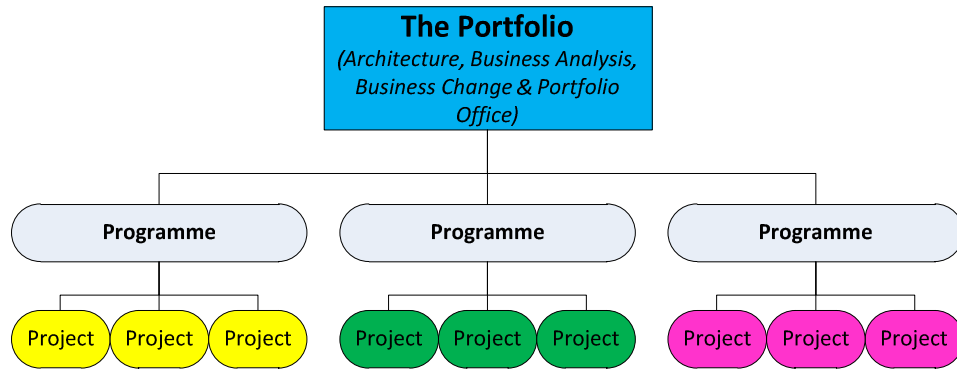 The Portfolio
(Architecture, Business Analysis,
Business Change & Portfolio
Office)
Programme
Programme
Programme
Project
Project
Project
Project
Project
Project
Project
Project
Project